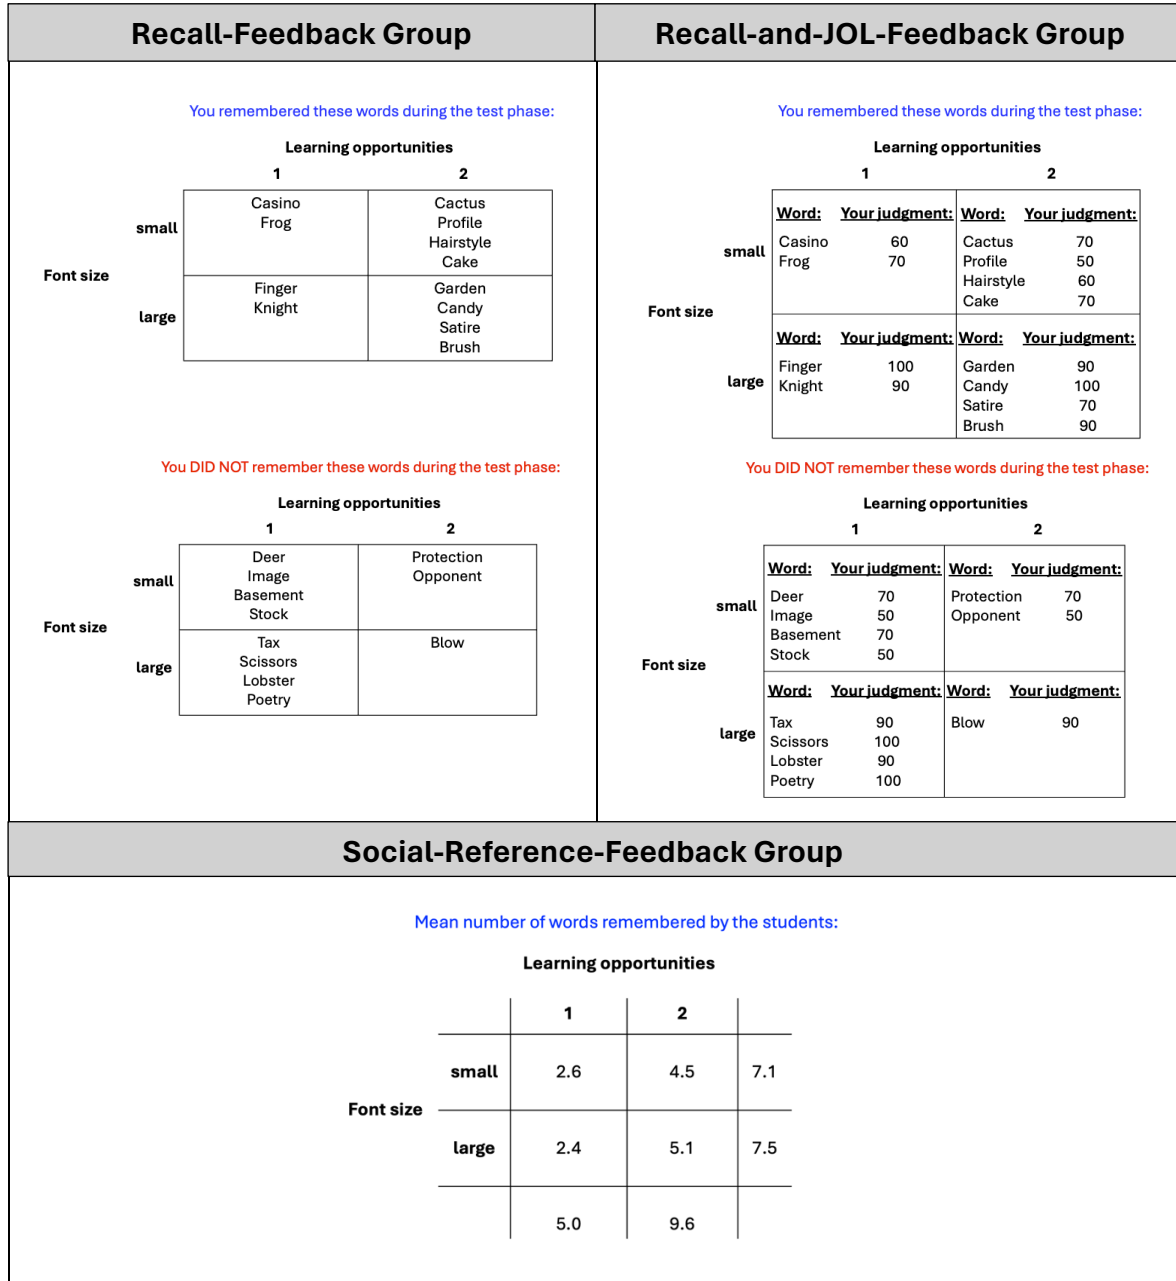 Recall-Feedback Group
You remembered these words during the test phase:
Learning opportunities
1 2
small
Font size
large
Casino
Frog
Cactus
Profile
Hairstyle
Cake
Finger
Knight
Garden
Candy
Satire
Brush
You DID NOT remember these words during the test phase:
Learning opportunities
1 2
small
Font size
large
Deer
Image
Basement
Stock
Protection
Opponent
Tax
Scissors
Lobster
Poetry
Blow
Recall-and-JOL-Feedback Group
You remembered these words during the test phase:
Learning opportunities
1 2
small
Font size
large
Word: Your judgment:
Casino 60
Frog 70
Word: Your judgment:
Cactus 70
Profile 50
Hairstyle 60
Cake 70
Word: Your judgment:
Finger 100
Knight 90
Word: Your judgment:
Garden 90
Candy 100
Satire 70
Brush 90
You DID NOT remember these words during the test phase:
Learning opportunities
1 2
small
Font size
large
Word: Your judgment:
Deer 70
Image 50
Basement 70
Stock 50
Word: Your judgment:
Protection 70
Opponent 50
Word: Your judgment:
Tax 90
Scissors 100
Lobster 90
Poetry 100
Word: Your judgment:
Blow 90
Social-Reference-Feedback Group
Mean number of words remembered by the students:
Learning opportunities
1 2
small 2.6 4.5 7.1
Font size
large 2.4 5.1 7.5
5.0 9.6